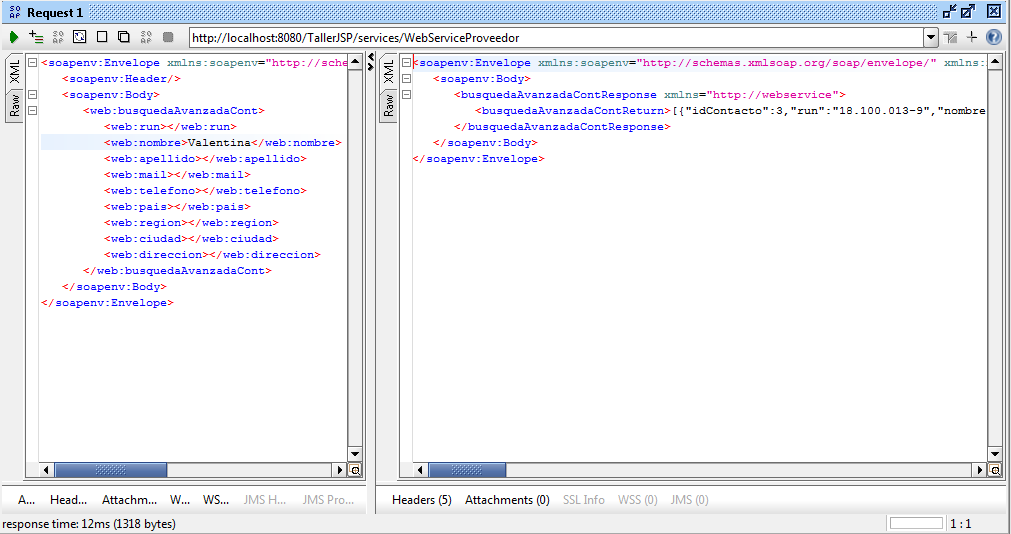 Request 1
http://localhost:8080/TallerJSP/services/WebServiceProveedor
XML
Raw
<soapenv:Envelope xmlns:soapenv="http://sche
<soapenv:Header/>
<soapenv:Body>
<web:busquedaAvanzadaCont>
<web:run></web:run>
<web:nombre>Valentina</web:nombre>
<web:apellido></web:apellido>
<web:mail></web:mail>
<web:telefono></web:telefono>
<web:pais></web:pais>
<web:region></web:region>
<web:ciudad></web:ciudad>
<web:direccion></web:direccion>
</web:busquedaAvanzadaCont>
</soapenv:Body>
</soapenv:Envelope>
XML
Raw
<soapenv:Envelope xmlns:soapenv="http://schemas.xmlsoap.org/soap/envelope/" xmlns:
<soapenv:Body>
<busquedaAvanzadaContResponse xmlns="http://webservice">
<busquedaAvanzadaContReturn>[{"idContacto":3,"run":"18.100.013-9","nombre
</busquedaAvanzadaContResponse>
</soapenv:Body>
</soapenv:Envelope>
A... Head... Attachm... W... WS... JMS H... JMS Pro...
Headers (5) Attachments (0) SSL Info WSS (0) JMS (0)
response time: 12ms (1318 bytes)
1 : 1